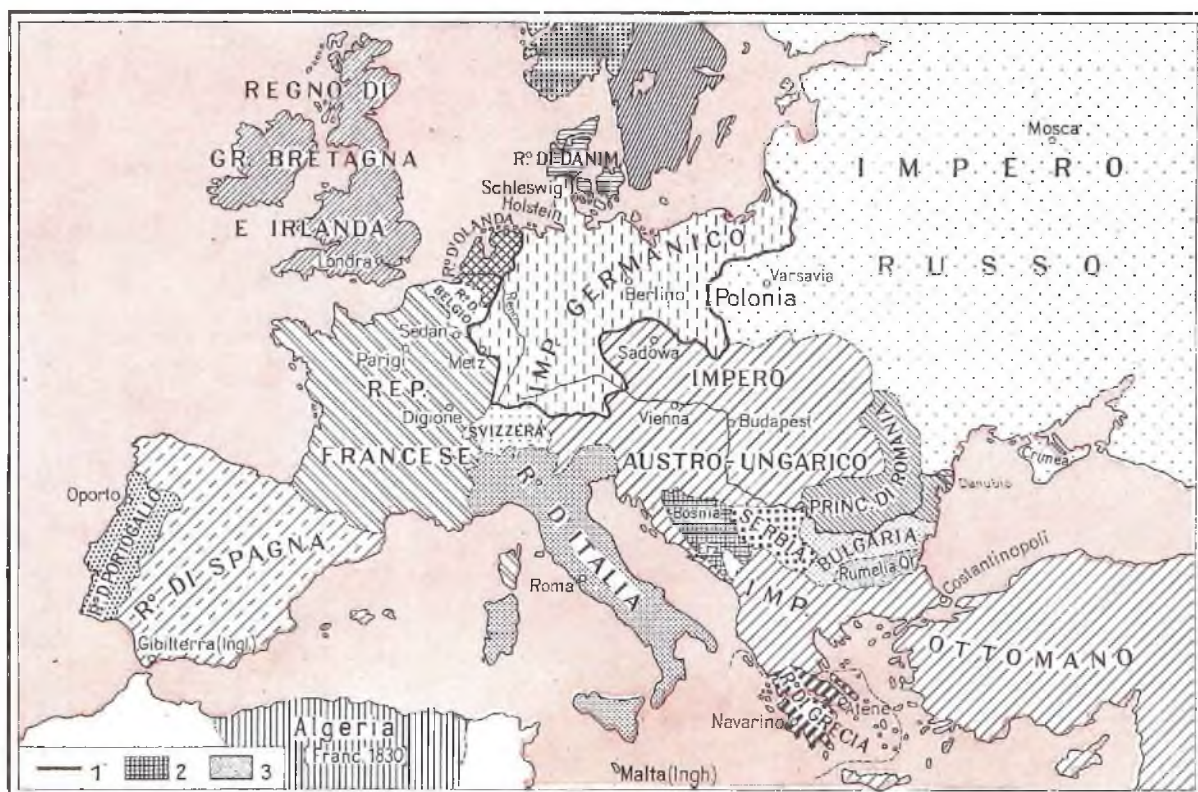 REGNO DI
GR. BRETAGNA
E IRLANDA
Londra
Rº. DI DANIM.
Schleswig
Holstein
Rº D'OLANDA
Rº D.
BELGIO
IMP. GERMANICO
Reno
Berlino
Polonia
Varsavia
Mosca
IMPERO
RUSSO
Sedan
Parigi
Metz
REP.
Digione
FRANCESE
SVIZZERA
Sadowa
IMPERO
Vienna
Budapest
AUSTRO-UNGARICO
PRINC. DI ROMANIA
Crimea
Danubio
Bosnia
SERBIA
BULGARIA
Rumelia Or.
Costantinopoli
IMP.
OTTOMANO
Oporto
Rº. DI PORTOGALLO
Rº. DI SPAGNA
Gibilterra (Ingl.)
Rº. D'ITALIA
Roma
Navarino
Rº. DI GRECIA
Atene
Algeria
(Franc. 1830)
Malta (Ingh.)
1
2
3